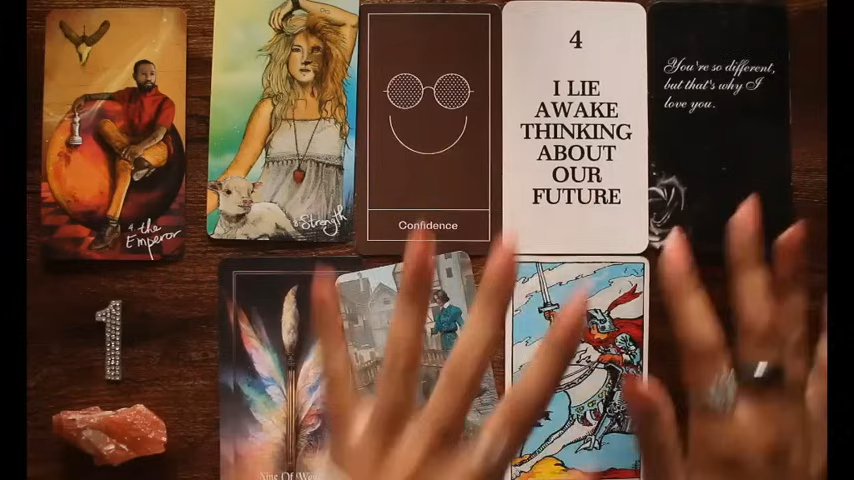 4 the
Emperor
8 Strength
Confidence
4
I LIE
AWAKE
THINKING
ABOUT
OUR
FUTURE
You're so different,
but that's why I
love you.
1
Nine Of